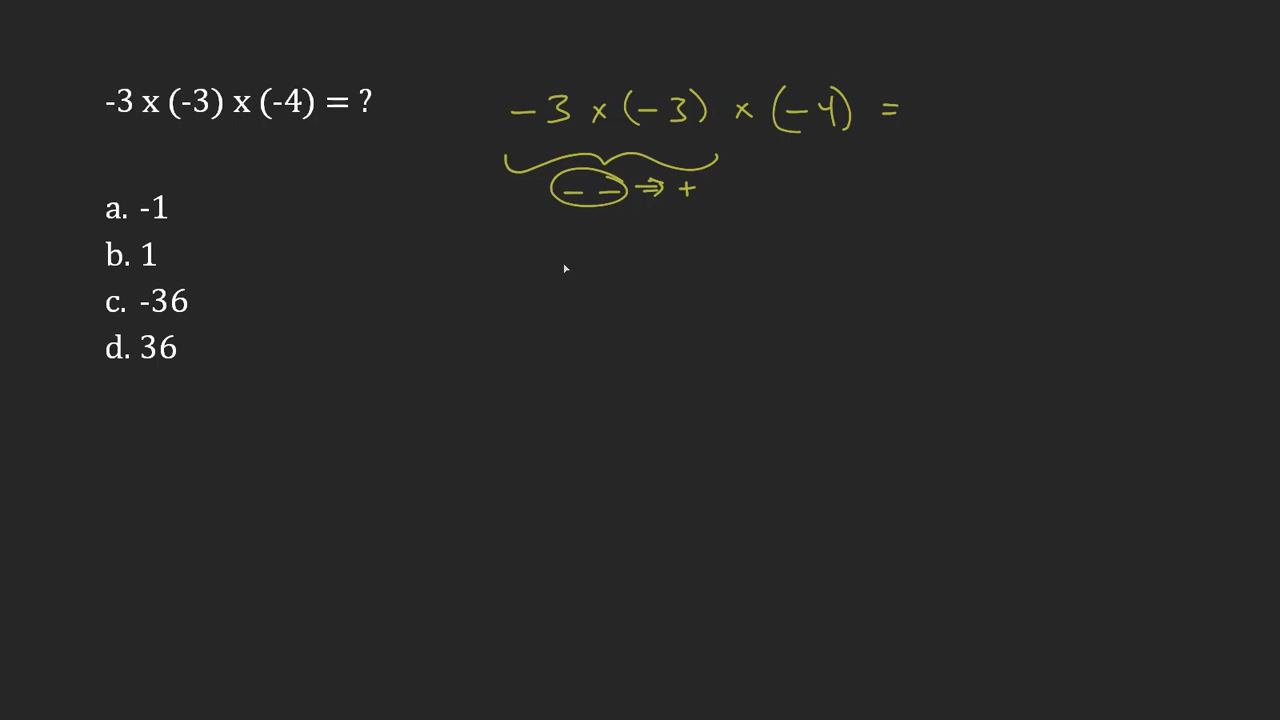 -3 x (-3) x (-4) = ?
-3 × (-3) × (-4) =
- - ⇒ +
a. -1
b. 1
c. -36
d. 36